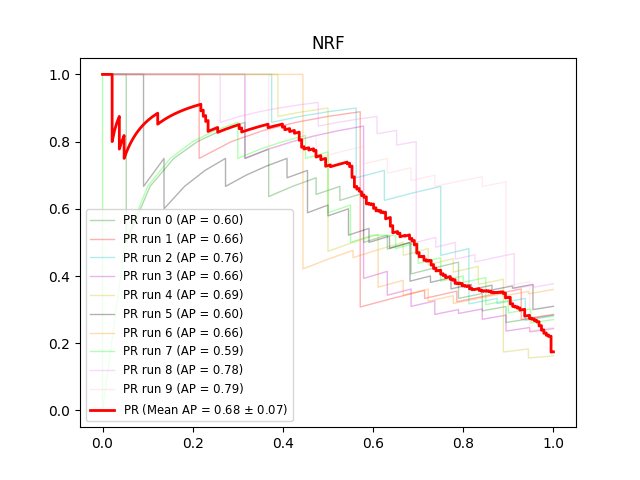 NRF
1.0
0.8
0.6
0.4
0.2
0.0
PR run 0 (AP = 0.60)
PR run 1 (AP = 0.66)
PR run 2 (AP = 0.76)
PR run 3 (AP = 0.66)
PR run 4 (AP = 0.69)
PR run 5 (AP = 0.60)
PR run 6 (AP = 0.66)
PR run 7 (AP = 0.59)
PR run 8 (AP = 0.78)
PR run 9 (AP = 0.79)
PR (Mean AP = 0.68 ± 0.07)
0.0 0.2 0.4 0.6 0.8 1.0